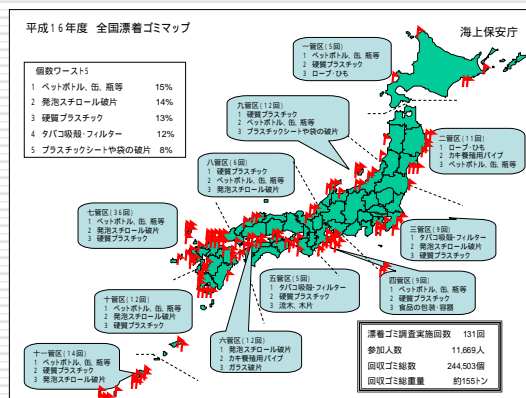 平成16年度 全国漂着ゴミマップ
海上保安庁
個数ワースト5
1 ペットボトル、缶、瓶等 15%
2 発泡スチロール破片 14%
3 硬質プラスチック 13%
4 タバコ吸殻・フィルター 12%
5 プラスチックシートや袋の破片 8%
一管区(5回)
1 ペットボトル、缶、瓶等
2 硬質プラスチック
3 ロープ・ひも
九管区(12回)
1 硬質プラスチック
2 ペットボトル、缶、瓶等
3 プラスチックシートや袋の破片
二管区(11回)
1 ロープ・ひも
2 カキ養殖用パイプ
3 ペットボトル、缶、瓶等
八管区(6回)
1 硬質プラスチック
2 ペットボトル、缶、瓶等
3 発泡スチロール破片
七管区(36回)
1 ペットボトル、缶、瓶等
2 発泡スチロール破片
3 硬質プラスチック
三管区(9回)
1 タバコ吸殻・フィルター
2 発泡スチロール破片
3 硬質プラスチック
五管区(5回)
1 タバコ吸殻・フィルター
2 硬質プラスチック
3 流木、木片
四管区(9回)
1 ペットボトル、缶、瓶等
2 硬質プラスチック
3 食品の包装・容器
十管区(12回)
1 ペットボトル、缶、瓶等
2 発泡スチロール破片
3 硬質プラスチック
六管区(12回)
1 発泡スチロール破片
2 カキ養殖用パイプ
3 ガラス破片
十一管区(14回)
1 ペットボトル、缶、瓶等
2 硬質プラスチック
3 発泡スチロール破片
漂着ゴミ調査実施回数 131回
参加人数 11,669人
回収ゴミ総数 244,503個
回収ゴミ総重量 約155トン